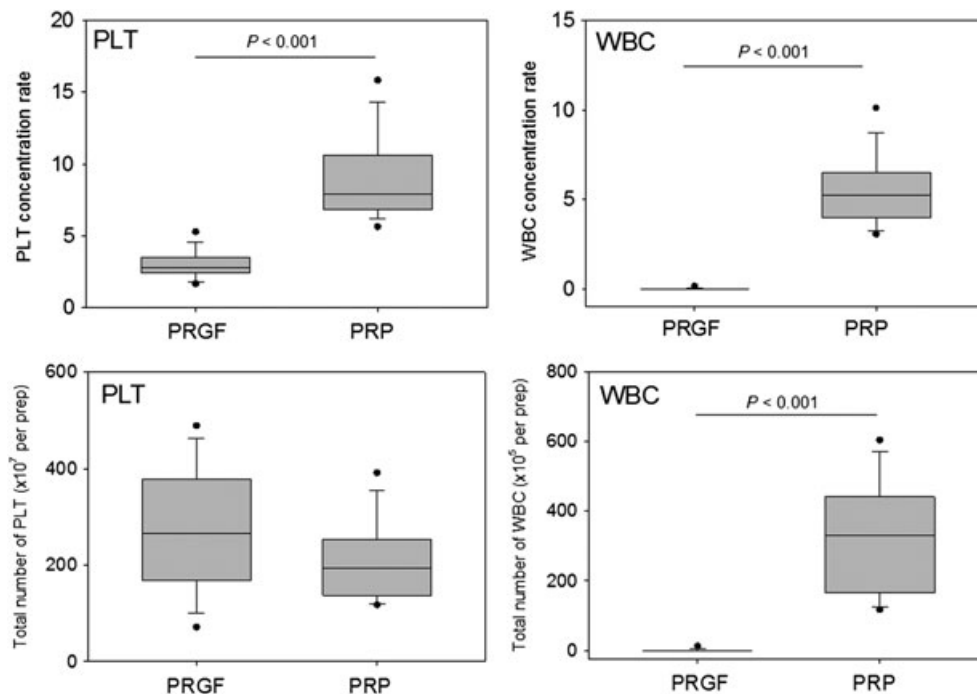 PLT
P < 0.001
PLT concentration rate
20
15
10
5
0
PRGF
PRP
WBC
P < 0.001
WBC concentration rate
15
10
5
0
PRGF
PRP
PLT
Total number of PLT (x10⁷ per prep)
600
400
200
0
PRGF
PRP
WBC
P < 0.001
Total number of WBC (x10⁵ per prep)
800
600
400
200
0
PRGF
PRP